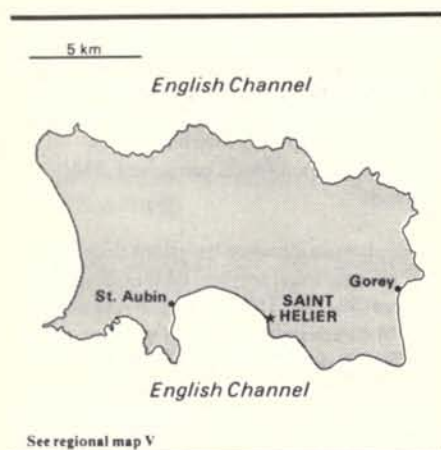 5 km
English Channel
St. Aubin
SAINT
HELIER
Gorey
English Channel
See regional map V